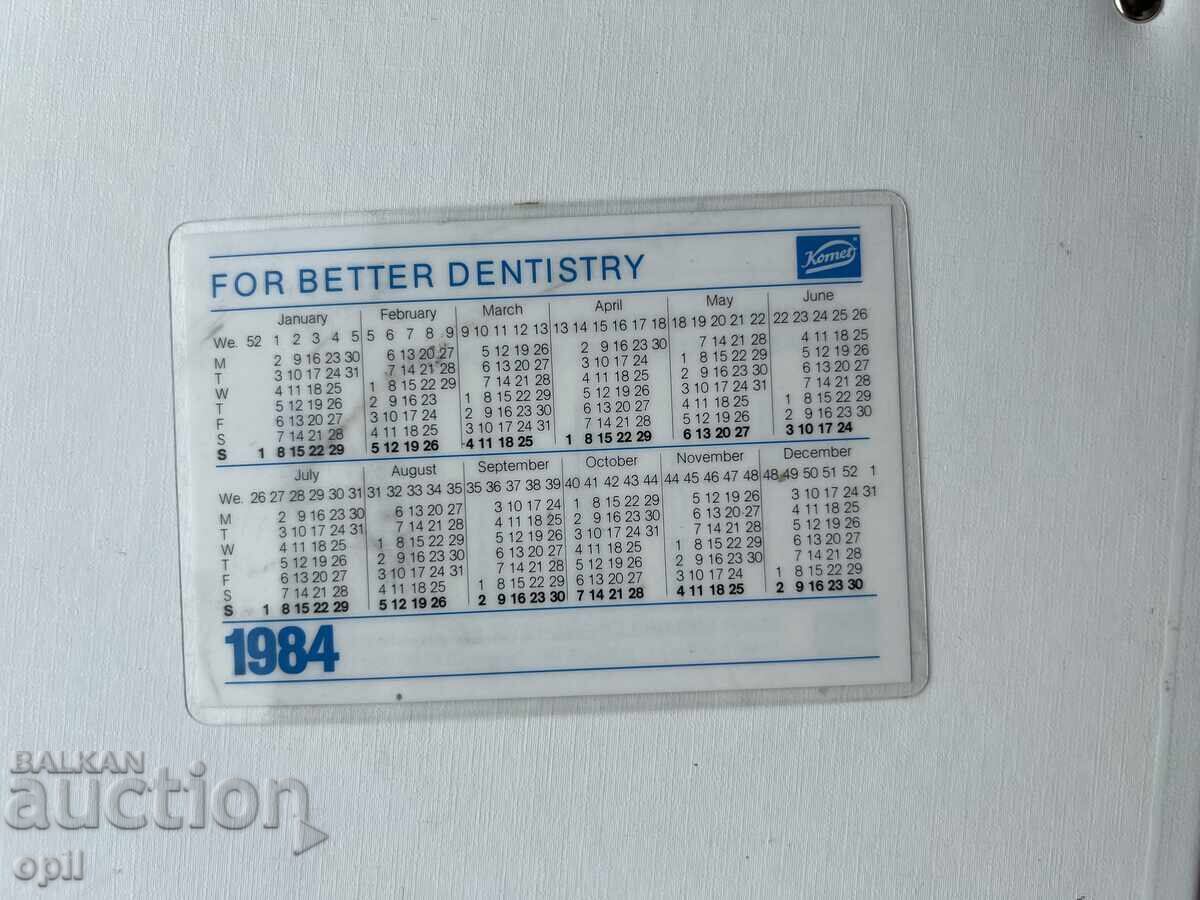 FOR BETTER DENTISTRY
Komet
January February March April May June
We. 52 1 2 3 4 5 5 6 7 8 9 9 10 11 12 13 13 14 15 16 17 18 18 19 20 21 22 22 23 24 25 26
M 2 9 16 23 30 6 13 20 27 5 12 19 26 2 9 16 23 30 7 14 21 28 4 11 18 25
T 3 10 17 24 31 7 14 21 28 6 13 20 27 3 10 17 24 1 8 15 22 29 5 12 19 26
W 4 11 18 25 1 8 15 22 29 7 14 21 28 4 11 18 25 2 9 16 23 30 6 13 20 27
T 5 12 19 26 2 9 16 23 1 8 15 22 29 5 12 19 26 3 10 17 24 31 7 14 21 28
F 6 13 20 27 3 10 17 24 2 9 16 23 30 6 13 20 27 4 11 18 25 1 8 15 22 29
S 7 14 21 28 4 11 18 25 3 10 17 24 31 7 14 21 28 5 12 19 26 2 9 16 23 30
S 1 8 15 22 29 5 12 19 26 4 11 18 25 1 8 15 22 29 6 13 20 27 3 10 17 24
July August September October November December
We. 26 27 28 29 30 31 31 32 33 34 35 35 36 37 38 39 40 41 42 43 44 44 45 46 47 48 48 49 50 51 52 1
M 2 9 16 23 30 6 13 20 27 3 10 17 24 1 8 15 22 29 5 12 19 26 3 10 17 24 31
T 3 10 17 24 31 7 14 21 28 4 11 18 25 2 9 16 23 30 6 13 20 27 4 11 18 25
W 4 11 18 25 1 8 15 22 29 5 12 19 26 3 10 17 24 31 7 14 21 28 5 12 19 26
T 5 12 19 26 2 9 16 23 30 6 13 20 27 4 11 18 25 1 8 15 22 29 6 13 20 27
F 6 13 20 27 3 10 17 24 31 7 14 21 28 5 12 19 26 2 9 16 23 30 7 14 21 28
S 7 14 21 28 4 11 18 25 1 8 15 22 29 6 13 20 27 3 10 17 24 1 8 15 22 29
S 1 8 15 22 29 5 12 19 26 2 9 16 23 30 7 14 21 28 4 11 18 25 2 9 16 23 30
1984
BALKAN
auction
opil